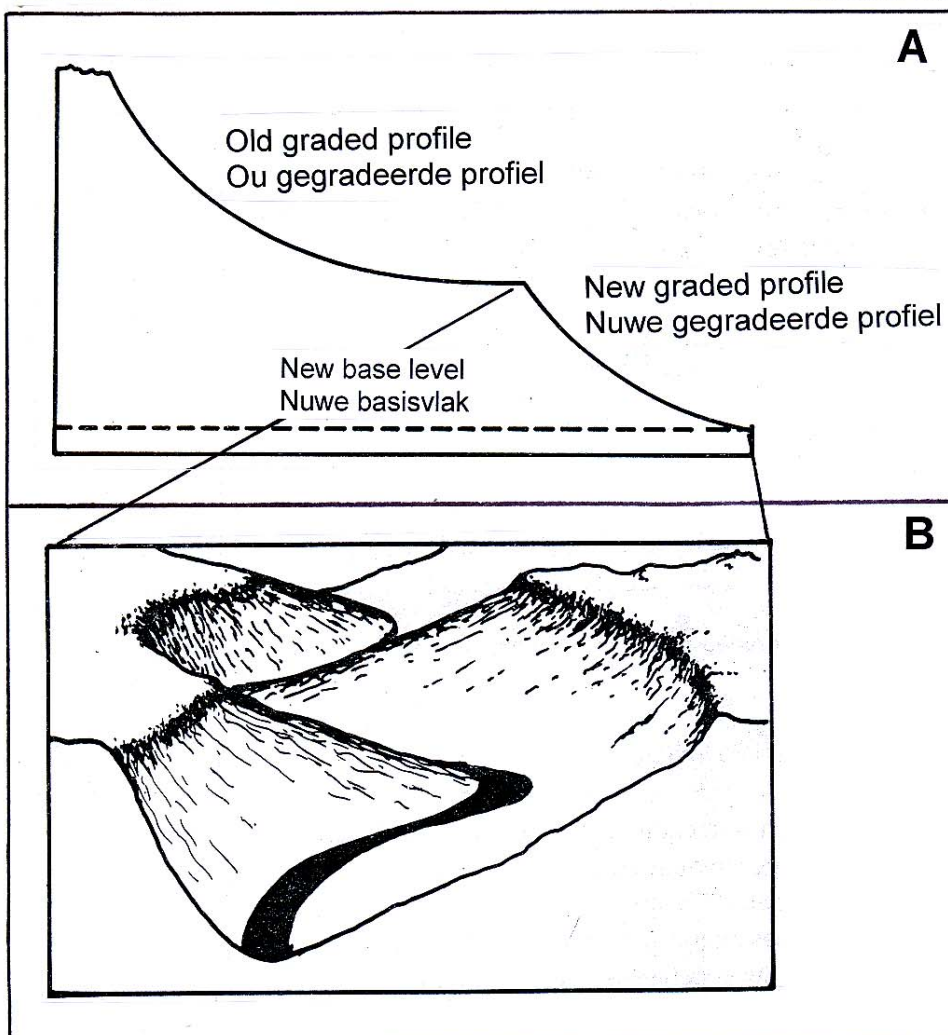 A
Old graded profile
Ou gegradeerde profiel
New graded profile
Nuwe gegradeerde profiel
New base level
Nuwe basisvlak
B